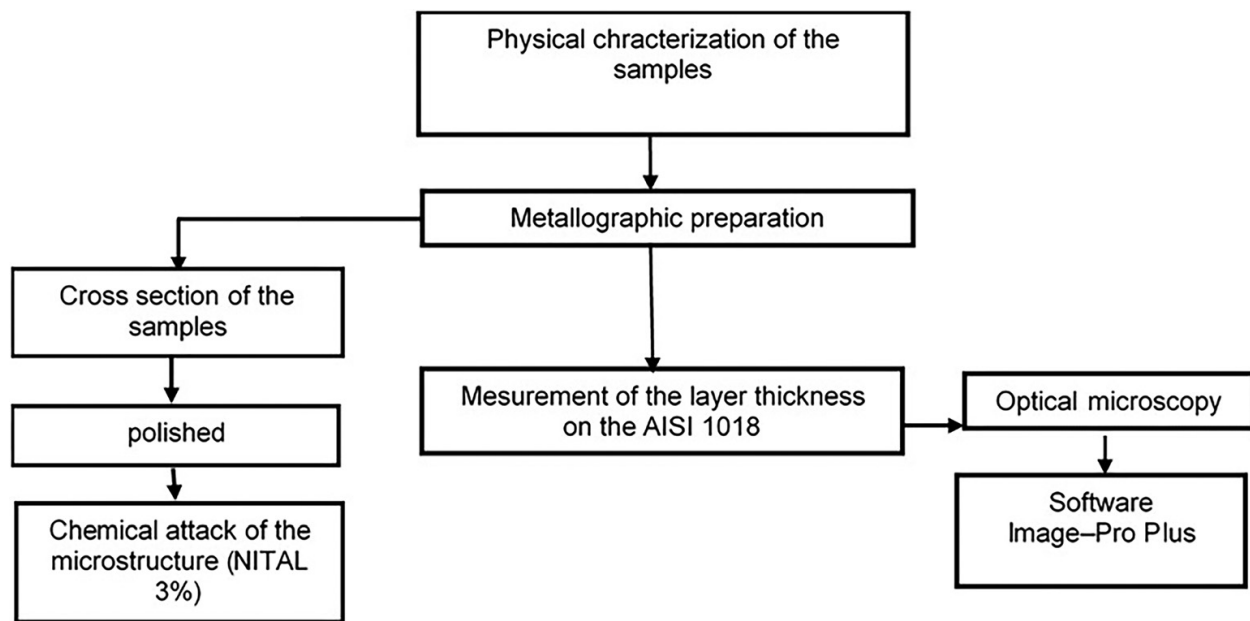 Physical chracterization of the
samples
Metallographic preparation
Cross section of the
samples
polished
Chemical attack of the
microstructure (NITAL
3%)
Mesurement of the layer thickness
on the AISI 1018
Optical microscopy
Software
Image–Pro Plus